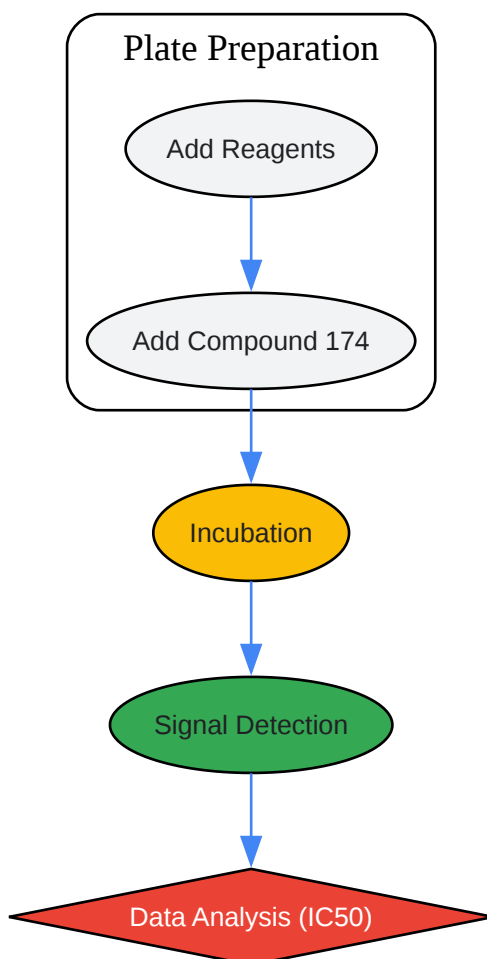 Plate Preparation
Add Reagents
Add Compound 174
Incubation
Signal Detection
Data Analysis (IC50)